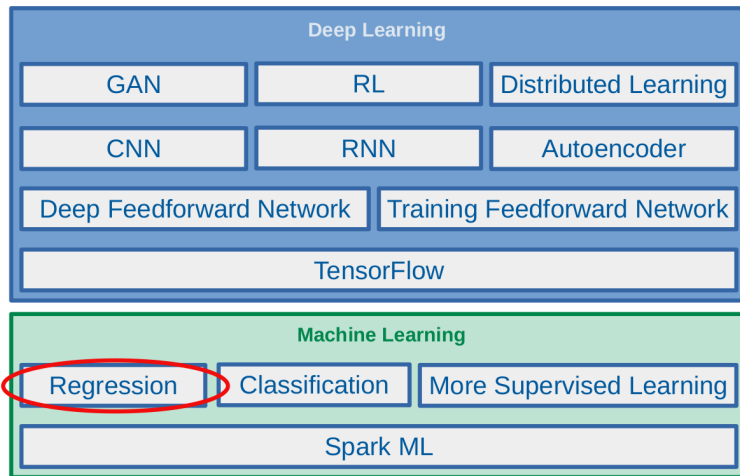 Deep Learning
GAN RL Distributed Learning
CNN RNN Autoencoder
Deep Feedforward Network Training Feedforward Network
TensorFlow
Machine Learning
Regression Classification More Supervised Learning
Spark ML